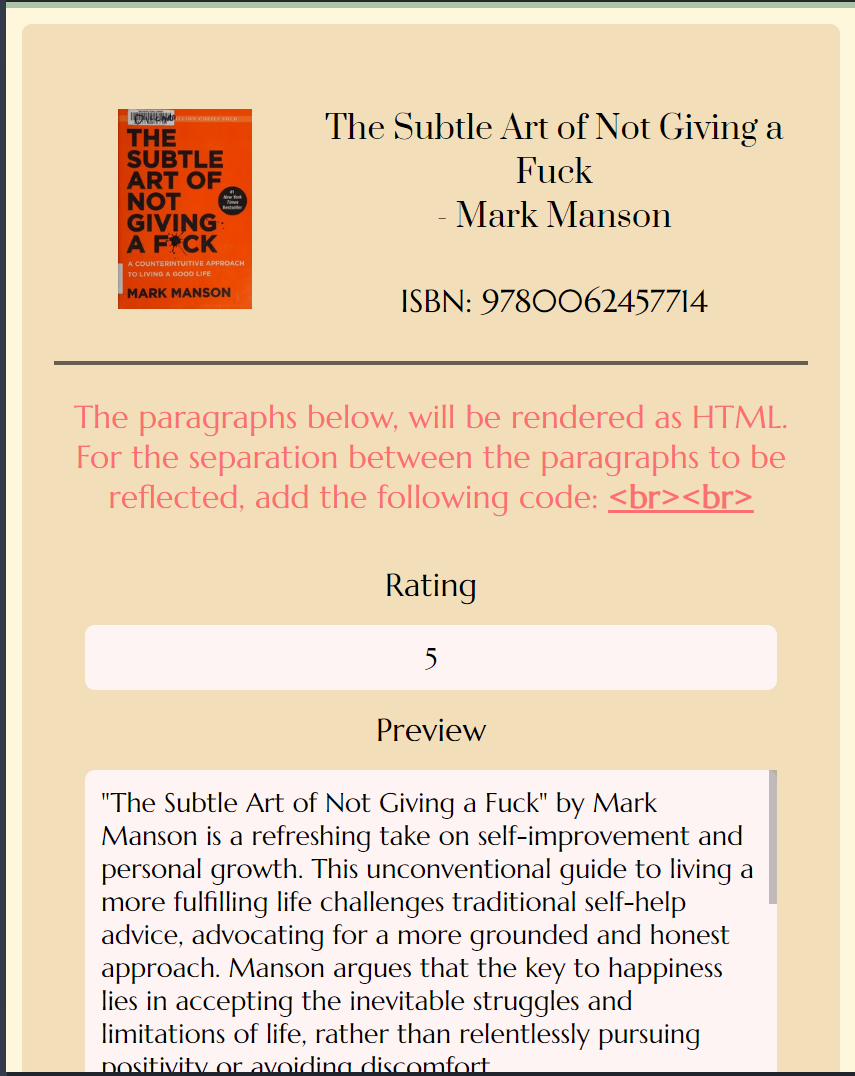 THE
SUBTLE
ART OF
NOT
GIVING
A F*CK
#1
New York
Times
Bestseller
A COUNTERINTUITIVE APPROACH
TO LIVING A GOOD LIFE
MARK MANSON
The Subtle Art of Not Giving a
Fuck
- Mark Manson
ISBN: 9780062457714
The paragraphs below, will be rendered as HTML.
For the separation between the paragraphs to be
reflected, add the following code: <br><br>
Rating
5
Preview
"The Subtle Art of Not Giving a Fuck" by Mark
Manson is a refreshing take on self-improvement and
personal growth. This unconventional guide to living a
more fulfilling life challenges traditional self-help
advice, advocating for a more grounded and honest
approach. Manson argues that the key to happiness
lies in accepting the inevitable struggles and
limitations of life, rather than relentlessly pursuing
positivity or avoiding discomfort